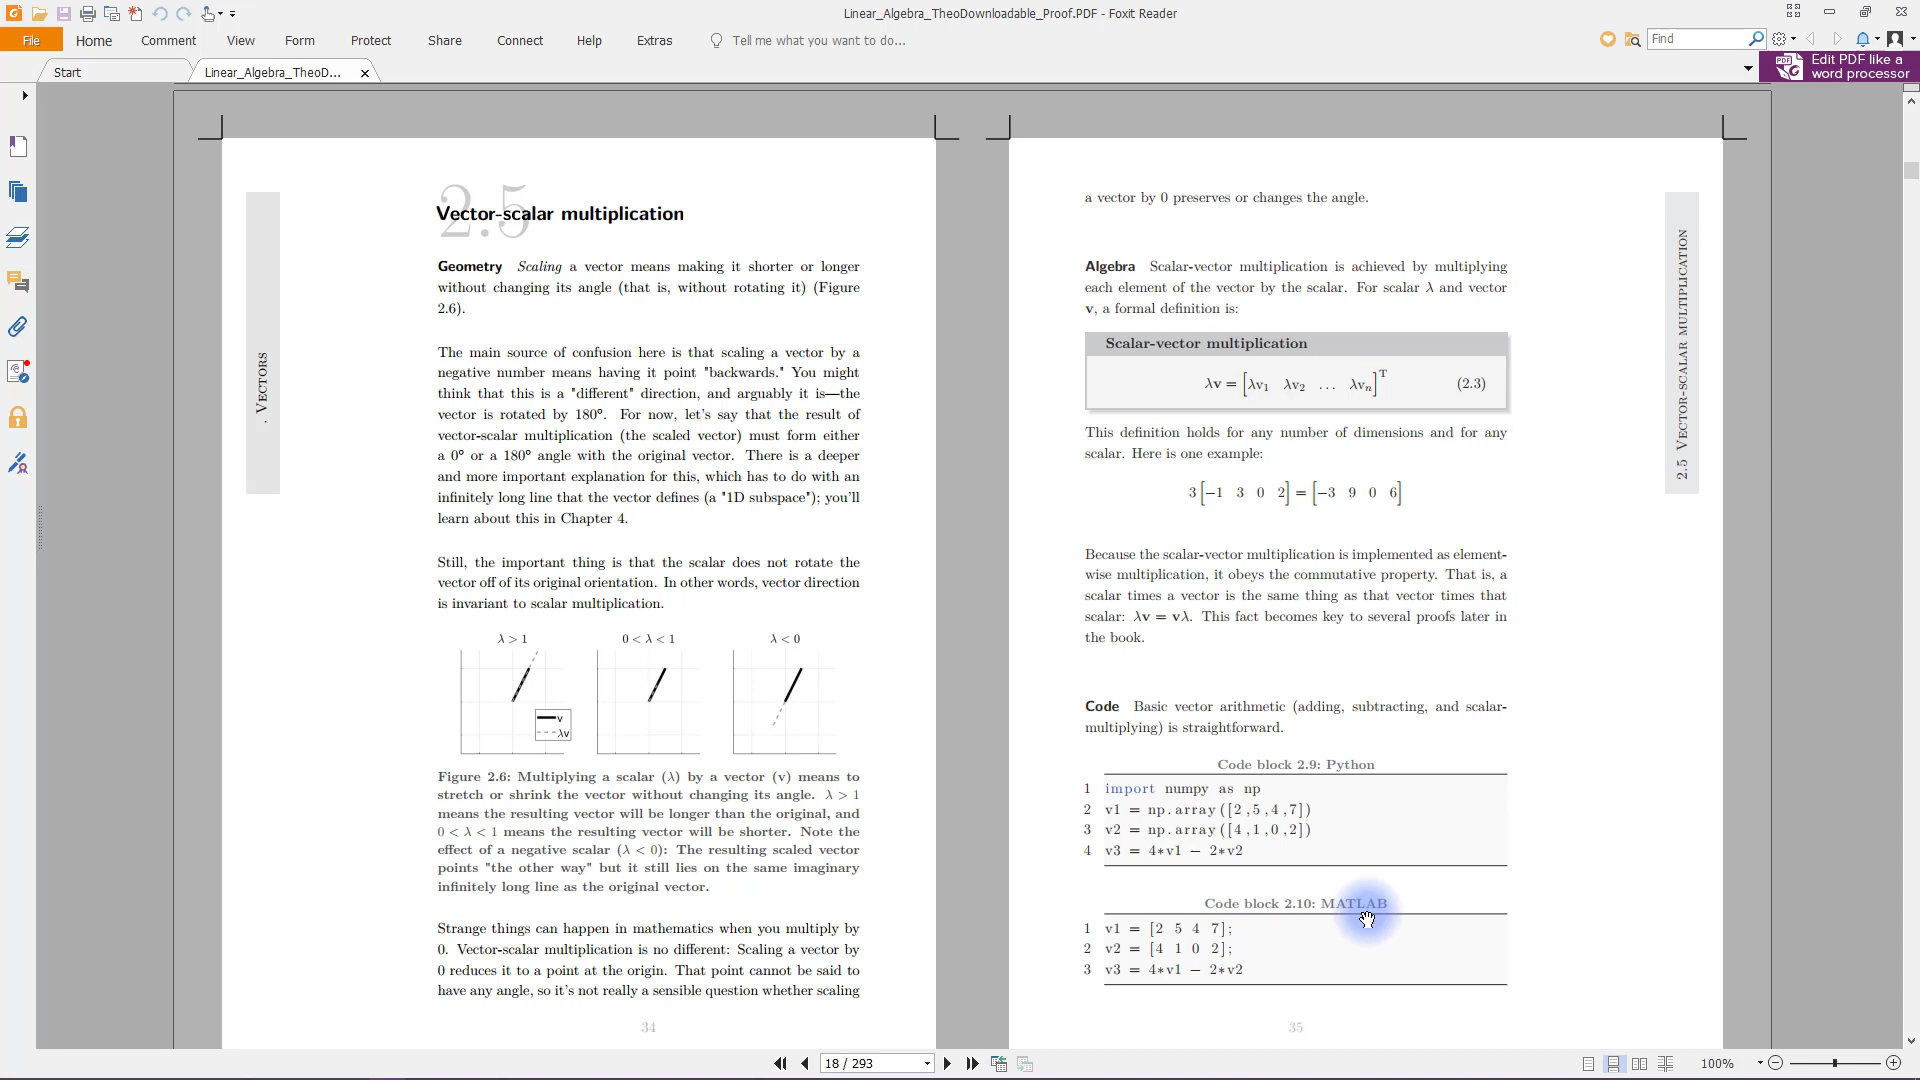 Linear_Algebra_TheoDownloadable_Proof.PDF - Foxit Reader
File
Home
Comment
View
Form
Protect
Share
Connect
Help
Extras
Tell me what you want to do...
Find
Start
Linear_Algebra_TheoD...
Edit PDF like a
word processor
. VECTORS
2.5
Vector-scalar multiplication
Geometry Scaling a vector means making it shorter or longer
without changing its angle (that is, without rotating it) (Figure
2.6).
The main source of confusion here is that scaling a vector by a
negative number means having it point "backwards." You might
think that this is a "different" direction, and arguably it is—the
vector is rotated by 180°. For now, let's say that the result of
vector-scalar multiplication (the scaled vector) must form either
a 0° or a 180° angle with the original vector. There is a deeper
and more important explanation for this, which has to do with an
infinitely long line that the vector defines (a "1D subspace"); you'll
learn about this in Chapter 4.
Still, the important thing is that the scalar does not rotate the
vector off of its original orientation. In other words, vector direction
is invariant to scalar multiplication.
λ > 1
0 < λ < 1
λ < 0
v
λv
Figure 2.6: Multiplying a scalar (λ) by a vector (v) means to
stretch or shrink the vector without changing its angle. λ > 1
means the resulting vector will be longer than the original, and
0 < λ < 1 means the resulting vector will be shorter. Note the
effect of a negative scalar (λ < 0): The resulting scaled vector
points "the other way" but it still lies on the same imaginary
infinitely long line as the original vector.
Strange things can happen in mathematics when you multiply by
0. Vector-scalar multiplication is no different: Scaling a vector by
0 reduces it to a point at the origin. That point cannot be said to
have any angle, so it's not really a sensible question whether scaling
34
a vector by 0 preserves or changes the angle.
Algebra Scalar-vector multiplication is achieved by multiplying
each element of the vector by the scalar. For scalar λ and vector
v, a formal definition is:
Scalar-vector multiplication
λv = [λv₁ λv₂ ... λvₙ]ᵀ (2.3)
This definition holds for any number of dimensions and for any
scalar. Here is one example:
3 [−1 3 0 2] = [−3 9 0 6]
Because the scalar-vector multiplication is implemented as element-
wise multiplication, it obeys the commutative property. That is, a
scalar times a vector is the same thing as that vector times that
scalar: λv = vλ. This fact becomes key to several proofs later in
the book.
Code Basic vector arithmetic (adding, subtracting, and scalar-
multiplying) is straightforward.
Code block 2.9: Python
1 import numpy as np
2 v1 = np.array([2,5,4,7])
3 v2 = np.array([4,1,0,2])
4 v3 = 4*v1 − 2*v2
Code block 2.10: MATLAB
1 v1 = [2 5 4 7];
2 v2 = [4 1 0 2];
3 v3 = 4*v1 − 2*v2
35
2.5 VECTOR-SCALAR MULTIPLICATION
18 / 293
100%